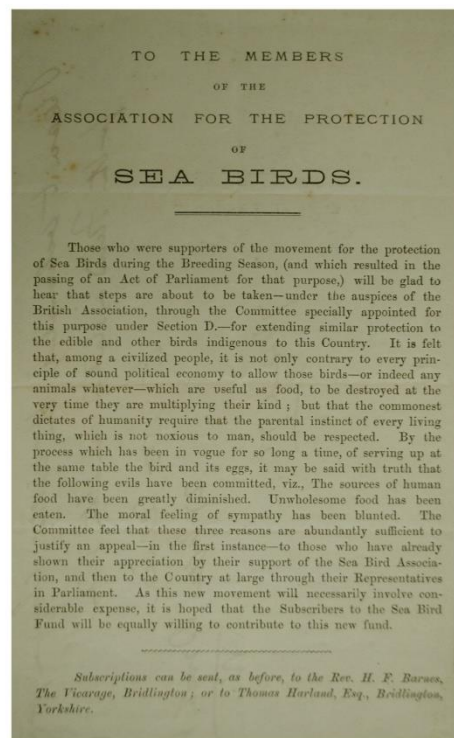 TO THE MEMBERS
OF THE
ASSOCIATION FOR THE PROTECTION
OF
SEA BIRDS.
Those who were supporters of the movement for the protection
of Sea Birds during the Breeding Season, (and which resulted in the
passing of an Act of Parliament for that purpose,) will be glad to
hear that steps are about to be taken—under the auspices of the
British Association, through the Committee specially appointed for
this purpose under Section D.—for extending similar protection to
the edible and other birds indigenous to this Country. It is felt
that, among a civilized people, it is not only contrary to every prin-
ciple of sound political economy to allow those birds—or indeed any
animals whatever—which are useful as food, to be destroyed at the
very time they are multiplying their kind ; but that the commonest
dictates of humanity require that the parental instinct of every living
thing, which is not noxious to man, should be respected. By the
process which has been in vogue for so long a time, of serving up at
the same table the bird and its eggs, it may be said with truth that
the following evils have been committed, viz., The sources of human
food have been greatly diminished. Unwholesome food has been
eaten. The moral feeling of sympathy has been blunted. The
Committee feel that these three reasons are abundantly sufficient to
justify an appeal—in the first instance—to those who have already
shown their appreciation by their support of the Sea Bird Associa-
tion, and then to the Country at large through their Representatives
in Parliament. As this new movement will necessarily involve con-
siderable expense, it is hoped that the Subscribers to the Sea Bird
Fund will be equally willing to contribute to this new fund.
Subscriptions can be sent, as before, to the Rev. H. F. Barnes,
The Vicarage, Bridlington ; or to Thomas Harland, Esq., Bridlington,
Yorkshire.